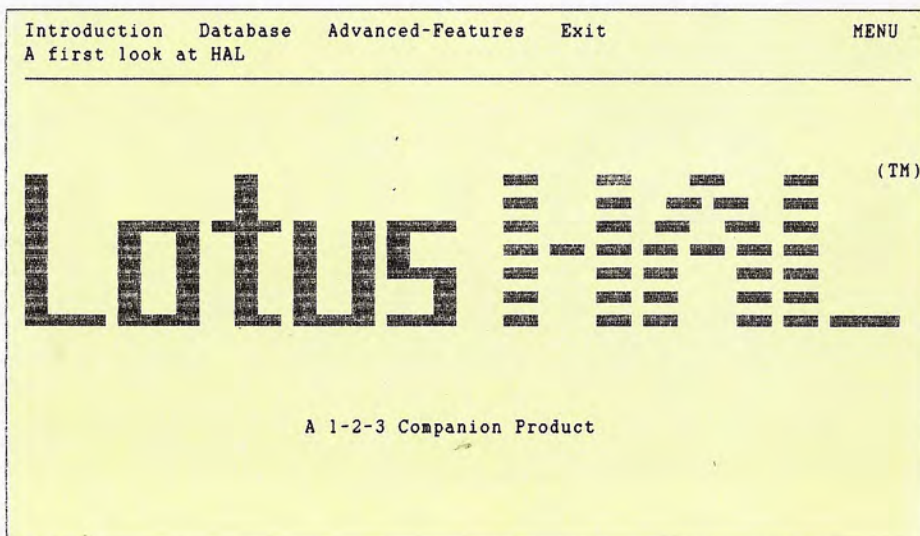 Introduction Database Advanced-Features Exit MENU
A first look at HAL
Lotus HAL (TM)
A 1-2-3 Companion Product